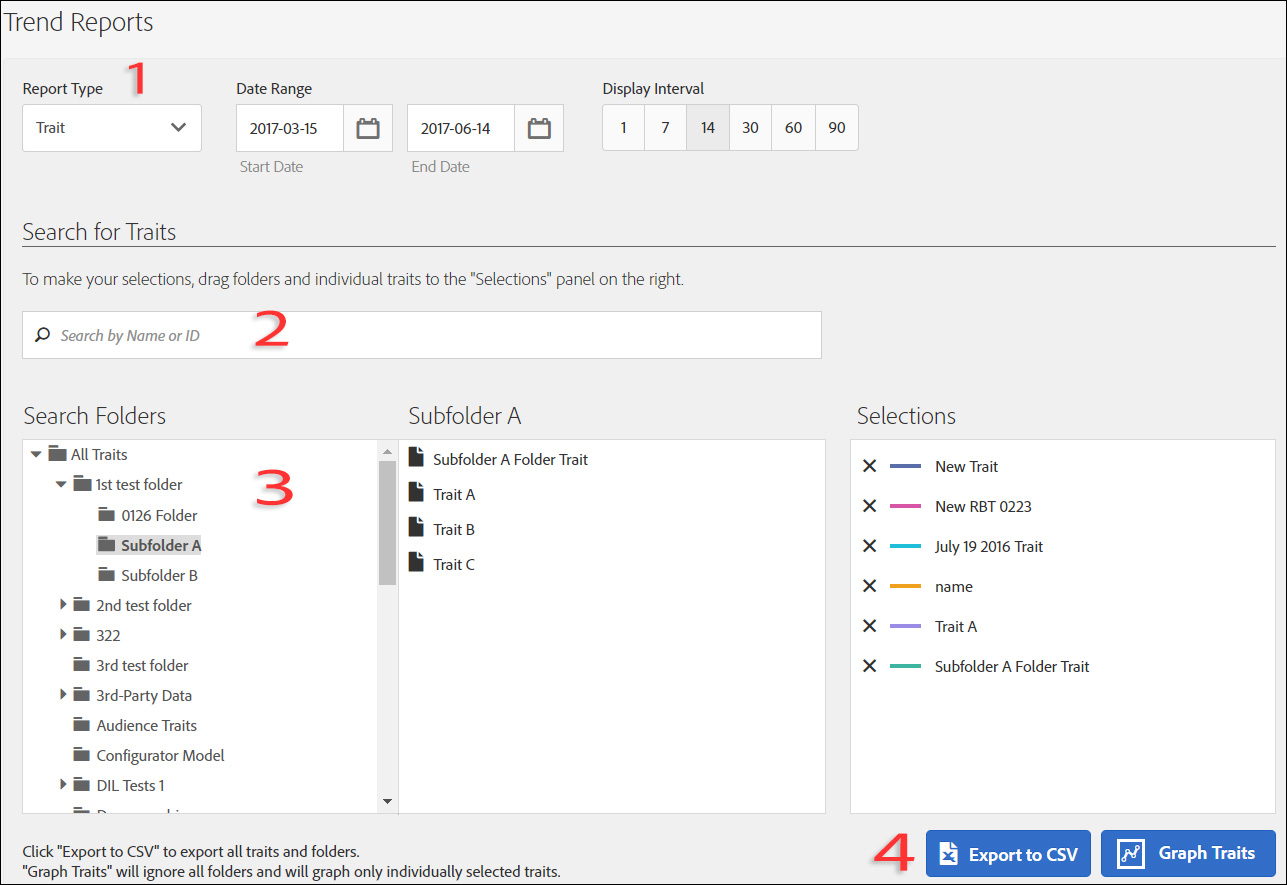 Trend Reports
1
Report Type
Date Range
Display Interval
Trait
2017-03-15
2017-06-14
1 7 14 30 60 90
Start Date
End Date
Search for Traits
To make your selections, drag folders and individual traits to the "Selections" panel on the right.
Search by Name or ID
2
Search Folders
All Traits
1st test folder
3
0126 Folder
Subfolder A
Subfolder B
2nd test folder
322
3rd test folder
3rd-Party Data
Audience Traits
Configurator Model
DIL Tests 1
Subfolder A
Subfolder A Folder Trait
Trait A
Trait B
Trait C
Selections
New Trait
New RBT 0223
July 19 2016 Trait
name
Trait A
Subfolder A Folder Trait
Click "Export to CSV" to export all traits and folders.
"Graph Traits" will ignore all folders and will graph only individually selected traits.
4
Export to CSV
Graph Traits